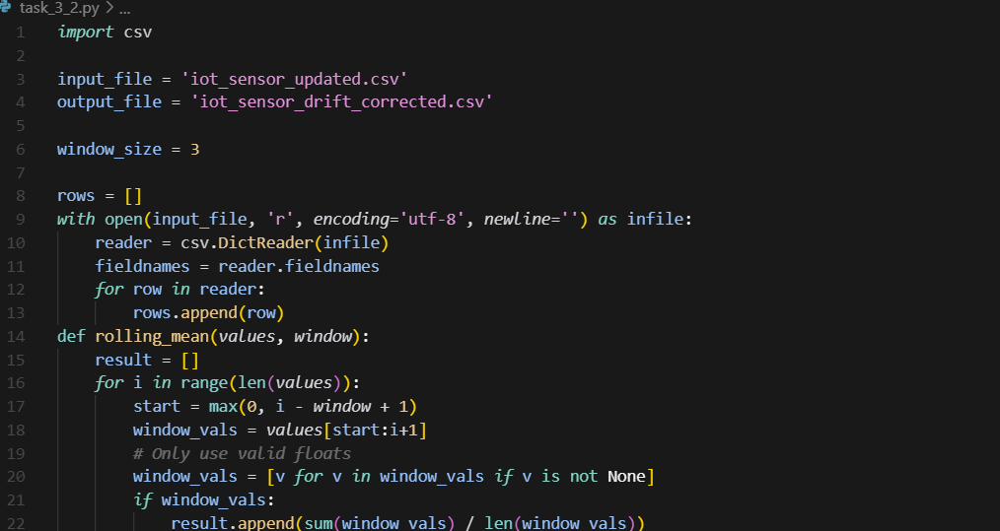 task_3_2.py > ...
1 import csv
2
3 input_file = 'iot_sensor_updated.csv'
4 output_file = 'iot_sensor_drift_corrected.csv'
5
6 window_size = 3
7
8 rows = []
9 with open(input_file, 'r', encoding='utf-8', newline='') as infile:
10     reader = csv.DictReader(infile)
11     fieldnames = reader.fieldnames
12     for row in reader:
13         rows.append(row)
14 def rolling_mean(values, window):
15     result = []
16     for i in range(len(values)):
17         start = max(0, i - window + 1)
18         window_vals = values[start:i+1]
19         # Only use valid floats
20         window_vals = [v for v in window_vals if v is not None]
21         if window_vals:
22             result.append(sum(window_vals) / len(window_vals))